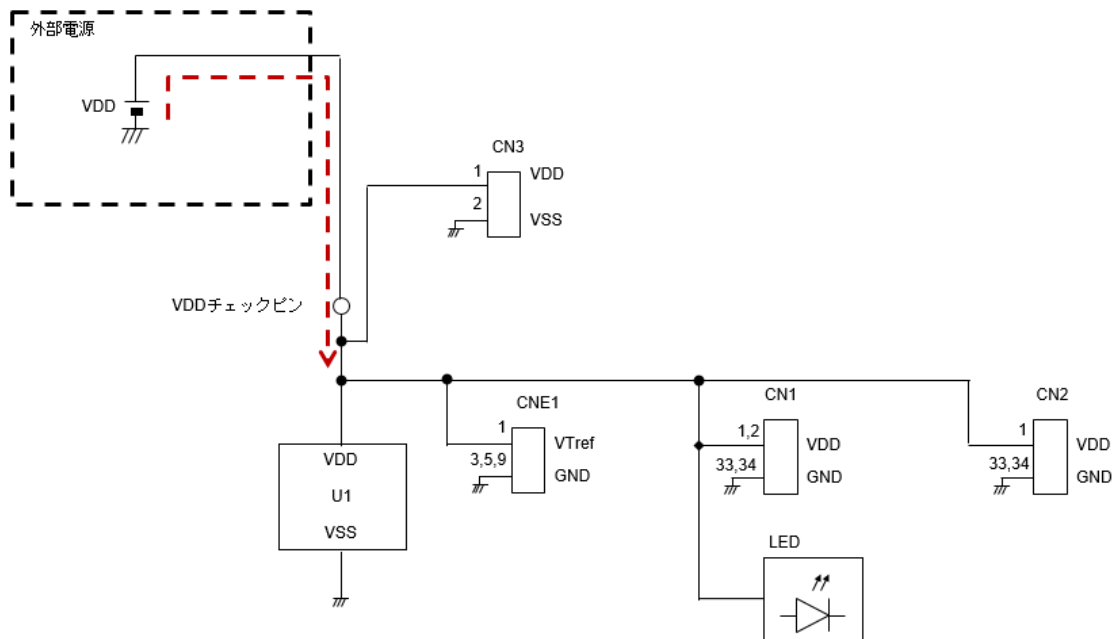 外部電源
VDD
CN3
1
VDD
2
VSS
VDDチェックピン
CNE1
1
VTref
3,5,9
GND
CN1
1,2
VDD
33,34
GND
CN2
1
VDD
33,34
GND
VDD
U1
VSS
LED